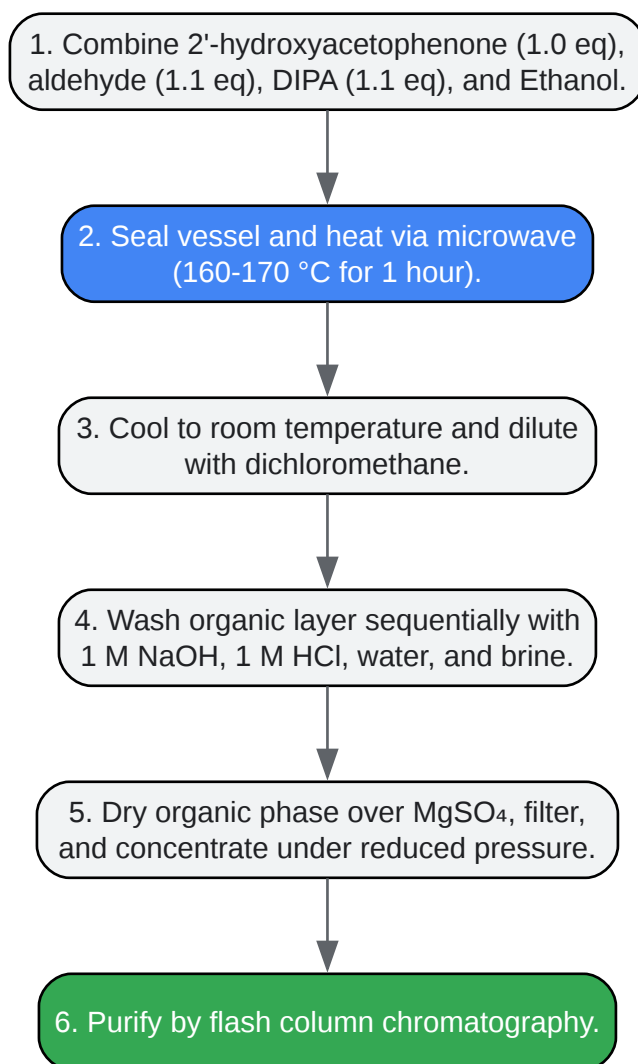 1. Combine 2'-hydroxyacetophenone (1.0 eq),
aldehyde (1.1 eq), DIPA (1.1 eq), and Ethanol.
2. Seal vessel and heat via microwave
(160-170 °C for 1 hour).
3. Cool to room temperature and dilute
with dichloromethane.
4. Wash organic layer sequentially with
1 M NaOH, 1 M HCl, water, and brine.
5. Dry organic phase over MgSO₄, filter,
and concentrate under reduced pressure.
6. Purify by flash column chromatography.